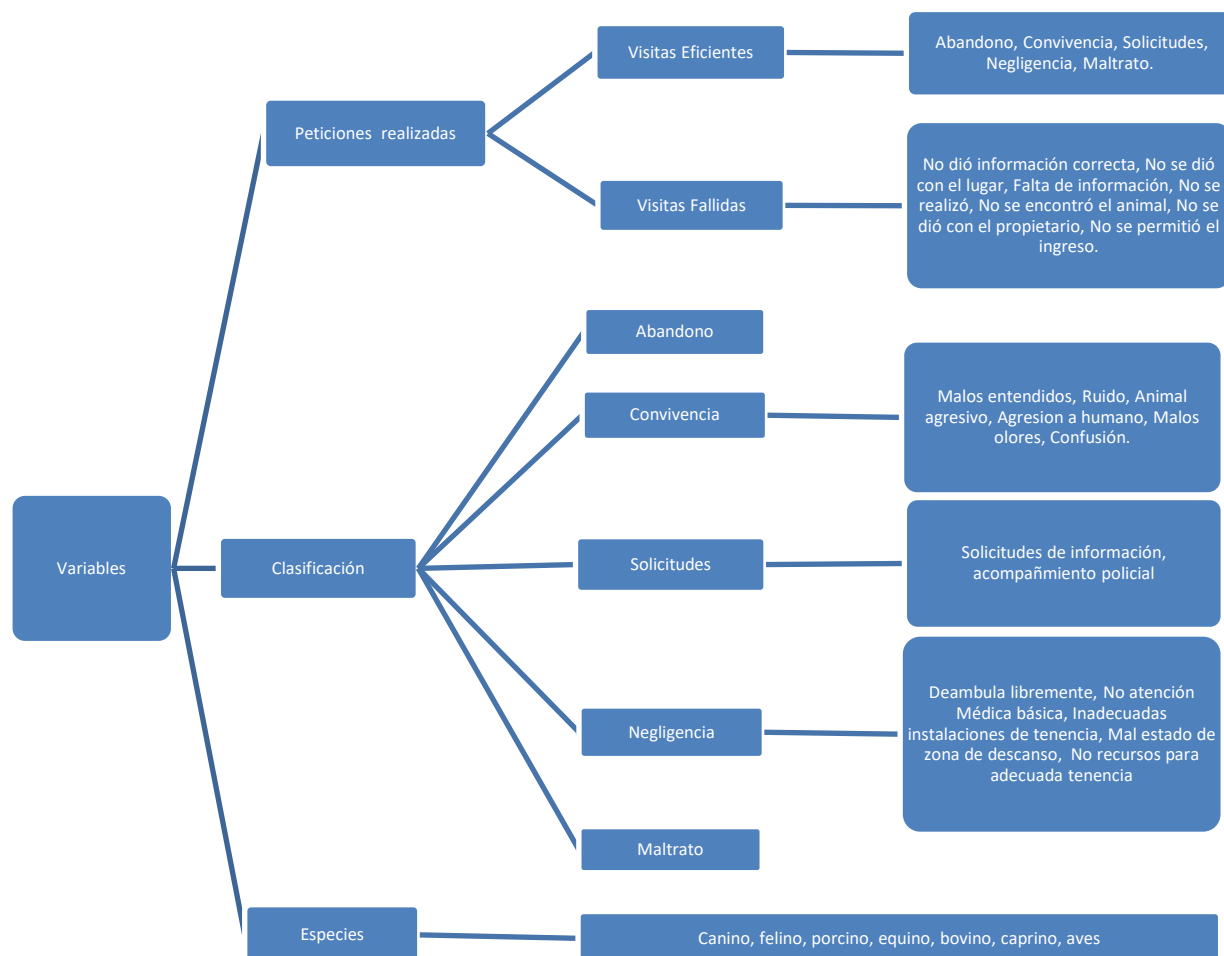 Visitas Eficientes
Abandono, Convivencia, Solicitudes,
Negligencia, Maltrato.
Peticiones realizadas
Visitas Fallidas
No dió información correcta, No se dió
con el lugar, Falta de información, No se
realizó, No se encontró el animal, No se
dió con el propietario, No se permitió el
ingreso.
Abandono
Convivencia
Malos entendidos, Ruido, Animal
agresivo, Agresion a humano, Malos
olores, Confusión.
Variables
Clasificación
Solicitudes
Solicitudes de información,
acompañmiento policial
Negligencia
Deambula libremente, No atención
Médica básica, Inadecuadas
instalaciones de tenencia, Mal estado de
zona de descanso, No recursos para
adecuada tenencia
Maltrato
Especies
Canino, felino, porcino, equino, bovino, caprino, aves